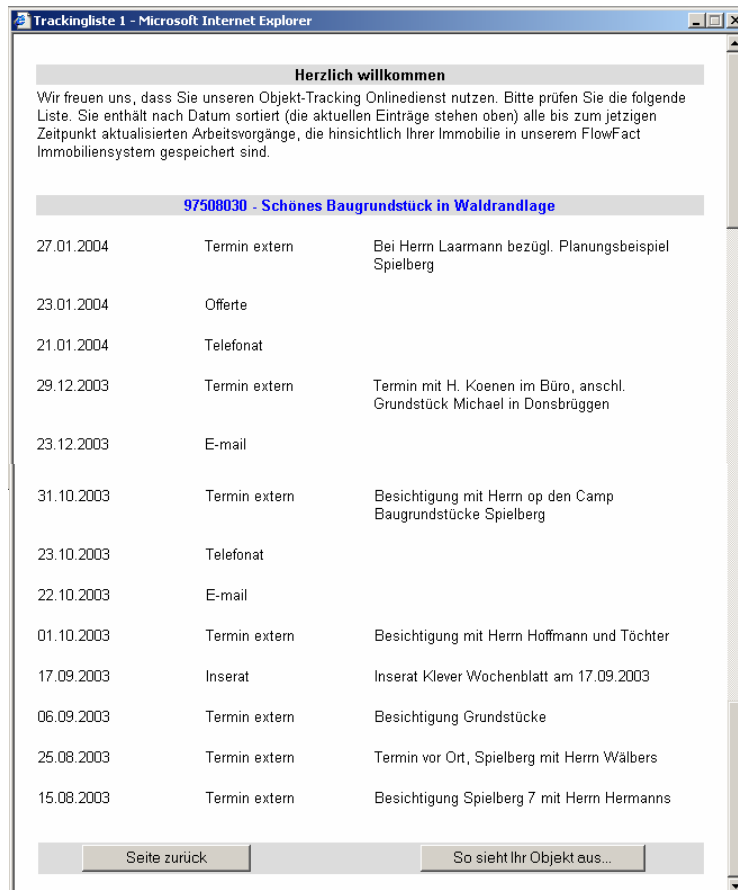 Trackingliste 1 - Microsoft Internet Explorer
Herzlich willkommen
Wir freuen uns, dass Sie unseren Objekt-Tracking Onlinedienst nutzen. Bitte prüfen Sie die folgende
Liste. Sie enthält nach Datum sortiert (die aktuellen Einträge stehen oben) alle bis zum jetzigen
Zeitpunkt aktualisierten Arbeitsvorgänge, die hinsichtlich Ihrer Immobilie in unserem FlowFact
Immobiliensystem gespeichert sind.
97508030 - Schönes Baugrundstück in Waldrandlage
27.01.2004 Termin extern Bei Herrn Laarmann bezügl. Planungsbeispiel
Spielberg
23.01.2004 Offerte
21.01.2004 Telefonat
29.12.2003 Termin extern Termin mit H. Koenen im Büro, anschl.
Grundstück Michael in Donsbrüggen
23.12.2003 E-mail
31.10.2003 Termin extern Besichtigung mit Herrn op den Camp
Baugrundstücke Spielberg
23.10.2003 Telefonat
22.10.2003 E-mail
01.10.2003 Termin extern Besichtigung mit Herrn Hoffmann und Töchter
17.09.2003 Inserat Inserat Klever Wochenblatt am 17.09.2003
06.09.2003 Termin extern Besichtigung Grundstücke
25.08.2003 Termin extern Termin vor Ort, Spielberg mit Herrn Wälbers
15.08.2003 Termin extern Besichtigung Spielberg 7 mit Herrn Hermanns
Seite zurück So sieht Ihr Objekt aus...